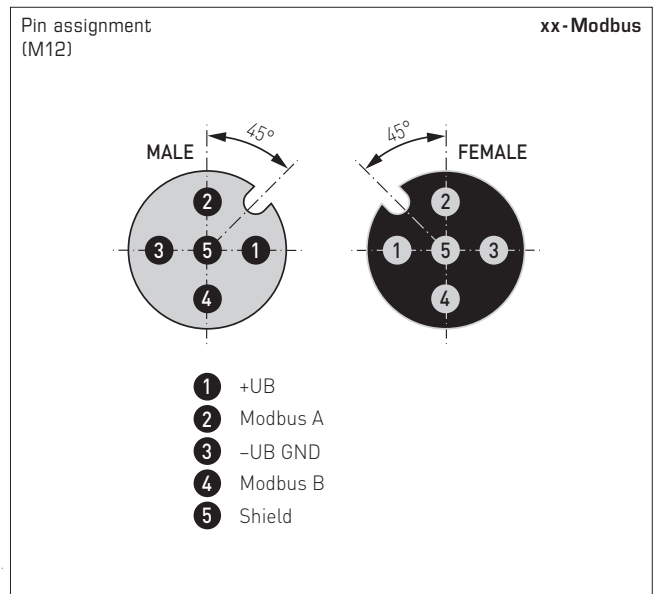 Pin assignment xx-Modbus
(M12)
45° 45°
MALE FEMALE
2 2
3 5 1 1 5 3
4 4
1 +UB
2 Modbus A
3 –UB GND
4 Modbus B
5 Shield